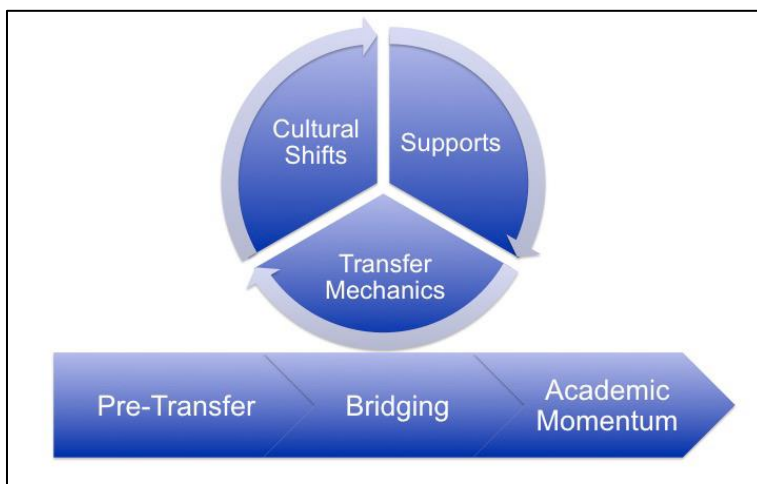 Cultural
Shifts
Supports
Transfer
Mechanics
Pre-Transfer
Bridging
Academic
Momentum